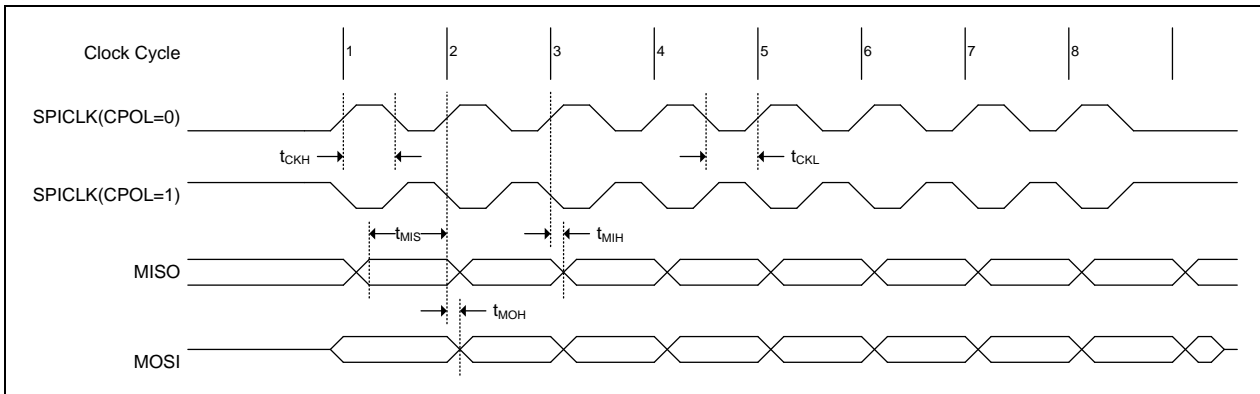 Clock Cycle 1 2 3 4 5 6 7 8
SPICLK(CPOL=0)
tCKH tCKL
SPICLK(CPOL=1)
tMIS tMIH
MISO
tMOH
MOSI